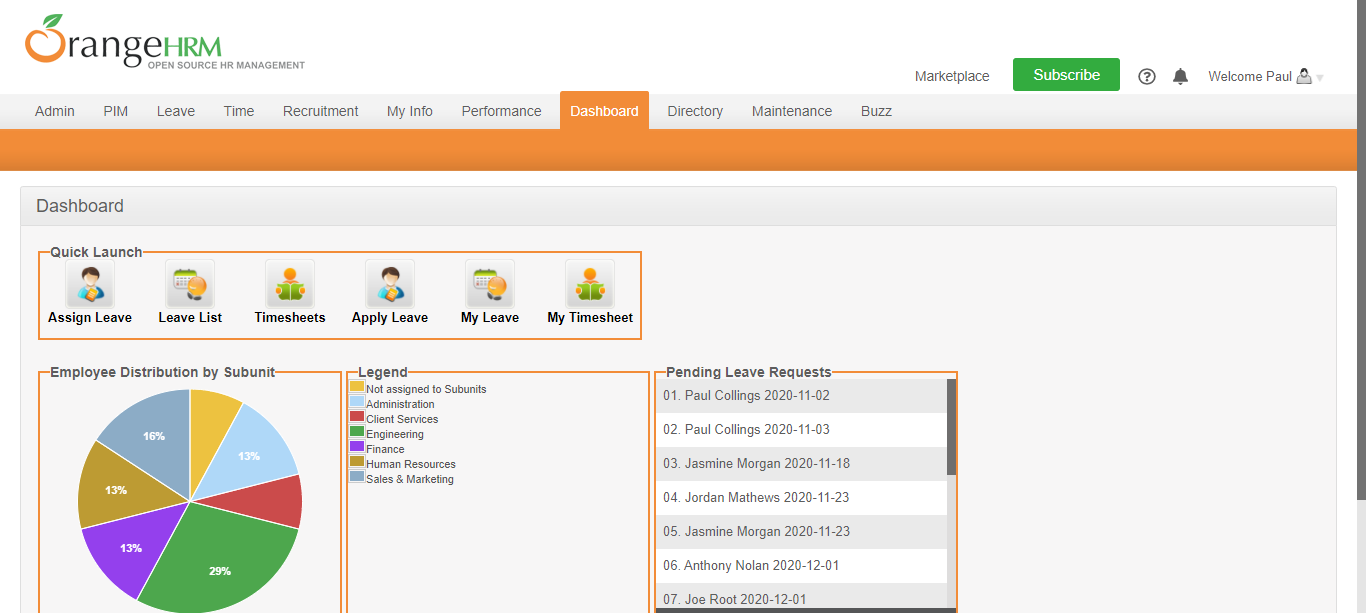 OrangeHRM
OPEN SOURCE HR MANAGEMENT
Marketplace Subscribe ? Welcome Paul
Admin PIM Leave Time Recruitment My Info Performance Dashboard Directory Maintenance Buzz
Dashboard
Quick Launch
Assign Leave Leave List Timesheets Apply Leave My Leave My Timesheet
Employee Distribution by Subunit
16%
13%
13%
13%
29%
Legend
Not assigned to Subunits
Administration
Client Services
Engineering
Finance
Human Resources
Sales & Marketing
Pending Leave Requests
01. Paul Collings 2020-11-02
02. Paul Collings 2020-11-03
03. Jasmine Morgan 2020-11-18
04. Jordan Mathews 2020-11-23
05. Jasmine Morgan 2020-11-23
06. Anthony Nolan 2020-12-01
07. Joe Root 2020-12-01